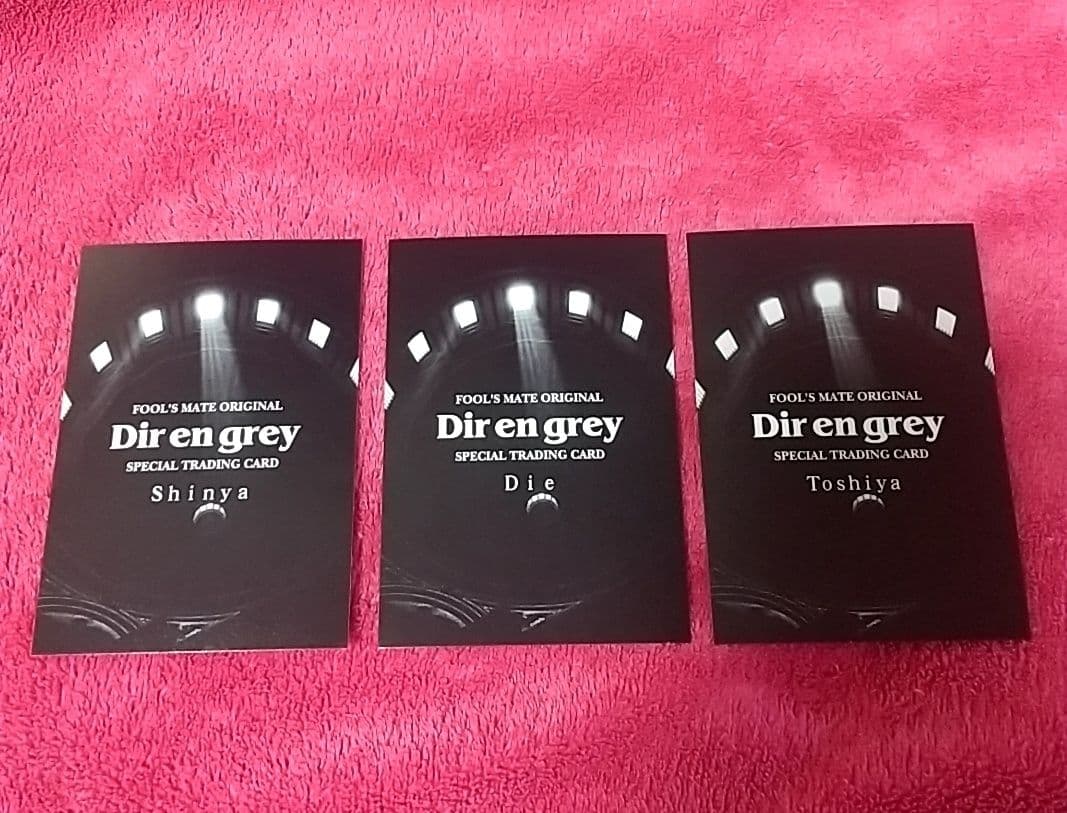 FOOL'S MATE ORIGINAL
Dir en grey
SPECIAL TRADING CARD
Shinya
FOOL'S MATE ORIGINAL
Dir en grey
SPECIAL TRADING CARD
Die
FOOL'S MATE ORIGINAL
Dir en grey
SPECIAL TRADING CARD
Toshiya